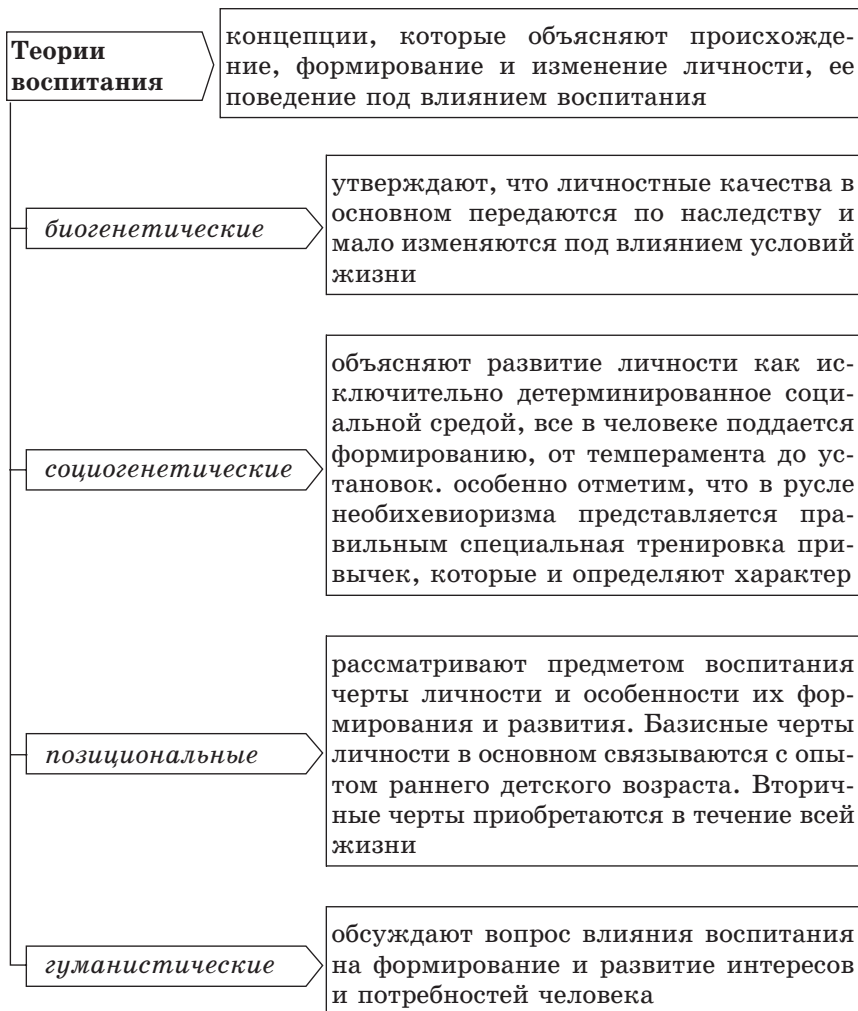 Теории
воспитания
концепции, которые объясняют происхожде-
ние, формирование и изменение личности, ее
поведение под влиянием воспитания
биогенетические
утверждают, что личностные качества в
основном передаются по наследству и
мало изменяются под влиянием условий
жизни
социогенетические
объясняют развитие личности как ис-
ключительно детерминированное соци-
альной средой, все в человеке поддается
формированию, от темперамента до ус-
тановок. особенно отметим, что в русле
необихевиоризма представляется пра-
вильным специальная тренировка при-
вычек, которые и определяют характер
позициональные
рассматривают предметом воспитания
черты личности и особенности их фор-
мирования и развития. Базисные черты
личности в основном связываются с опы-
том раннего детского возраста. Вторич-
ные черты приобретаются в течение всей
жизни
гуманистические
обсуждают вопрос влияния воспитания
на формирование и развитие интересов
и потребностей человека